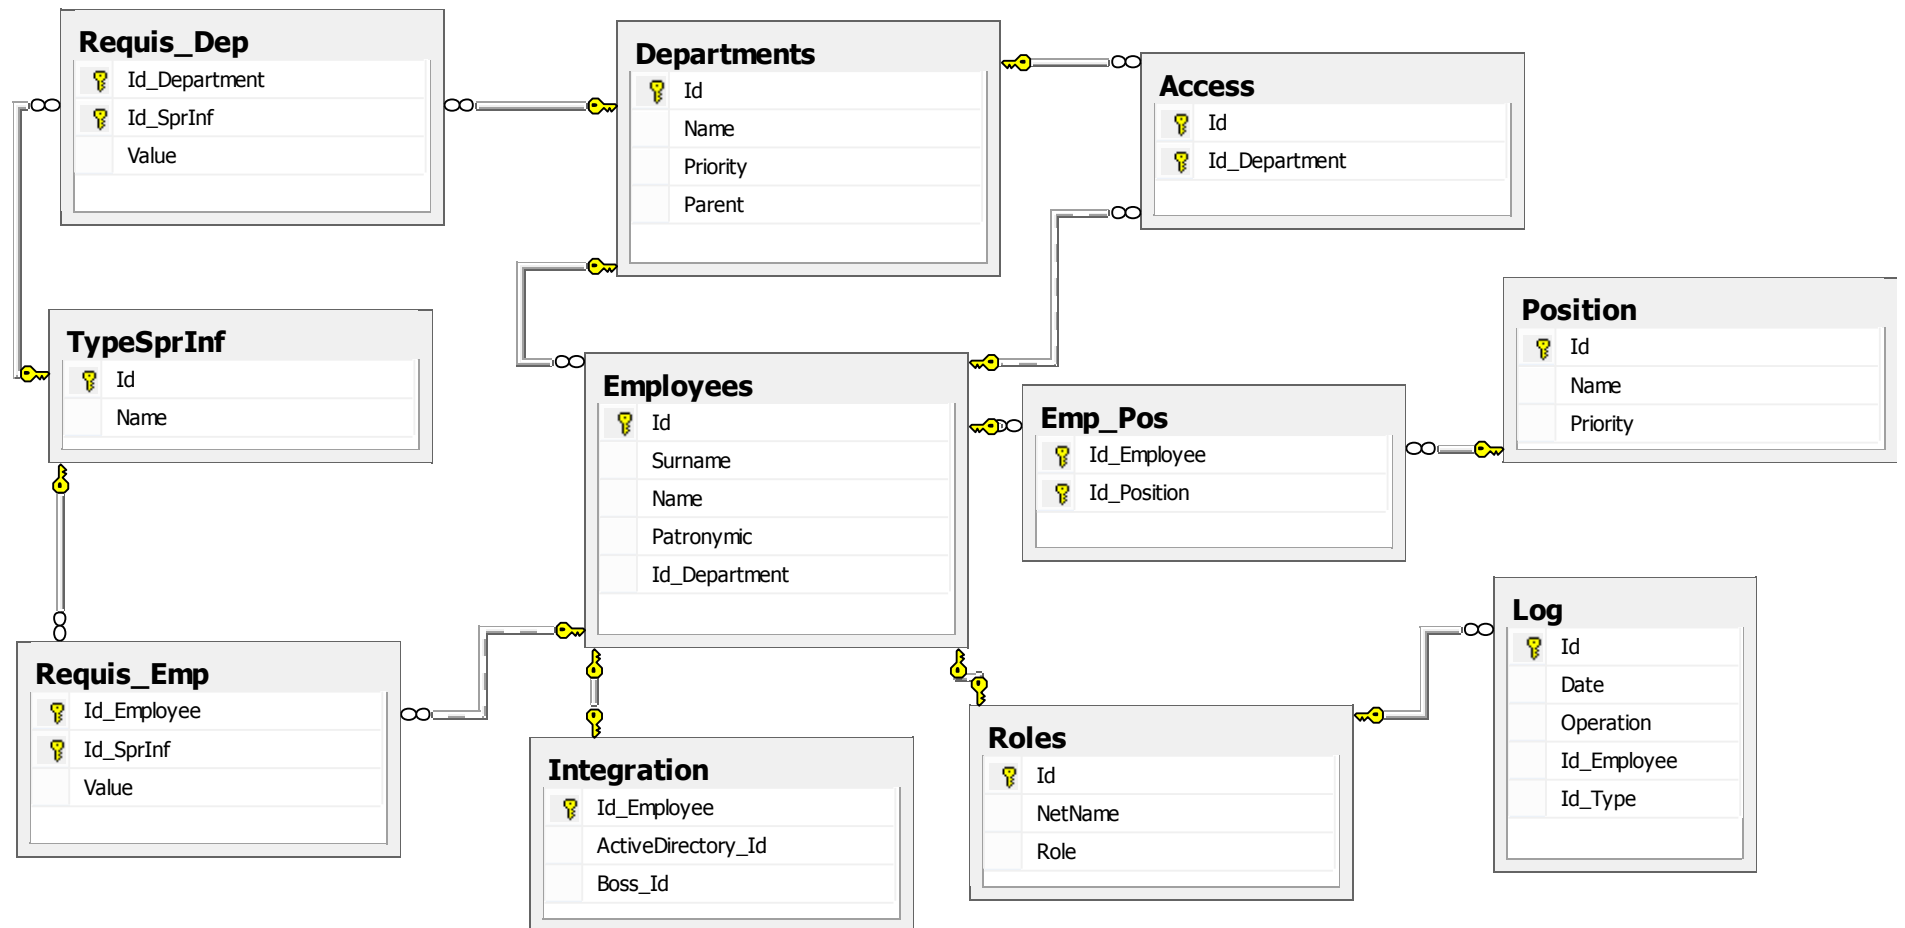 Requis_Dep
Id_Department
Id_SprInf
Value
Departments
Id
Name
Priority
Parent
Access
Id
Id_Department
TypeSprInf
Id
Name
Employees
Id
Surname
Name
Patronymic
Id_Department
Emp_Pos
Id_Employee
Id_Position
Position
Id
Name
Priority
Requis_Emp
Id_Employee
Id_SprInf
Value
Integration
Id_Employee
ActiveDirectory_Id
Boss_Id
Roles
Id
NetName
Role
Log
Id
Date
Operation
Id_Employee
Id_Type